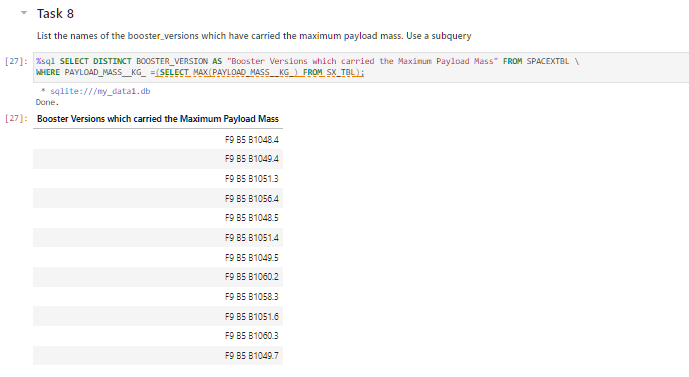 Task 8
List the names of the booster_versions which have carried the maximum payload mass. Use a subquery
[27]: %sql SELECT DISTINCT BOOSTER_VERSION AS "Booster Versions which carried the Maximum Payload Mass" FROM SPACEXTBL \
WHERE PAYLOAD_MASS__KG_ =(SELECT MAX(PAYLOAD_MASS__KG_) FROM SX_TBL);
* sqlite:///my_data1.db
Done.
[27]: Booster Versions which carried the Maximum Payload Mass
F9 B5 B1048.4
F9 B5 B1049.4
F9 B5 B1051.3
F9 B5 B1056.4
F9 B5 B1048.5
F9 B5 B1051.4
F9 B5 B1049.5
F9 B5 B1060.2
F9 B5 B1058.3
F9 B5 B1051.6
F9 B5 B1060.3
F9 B5 B1049.7